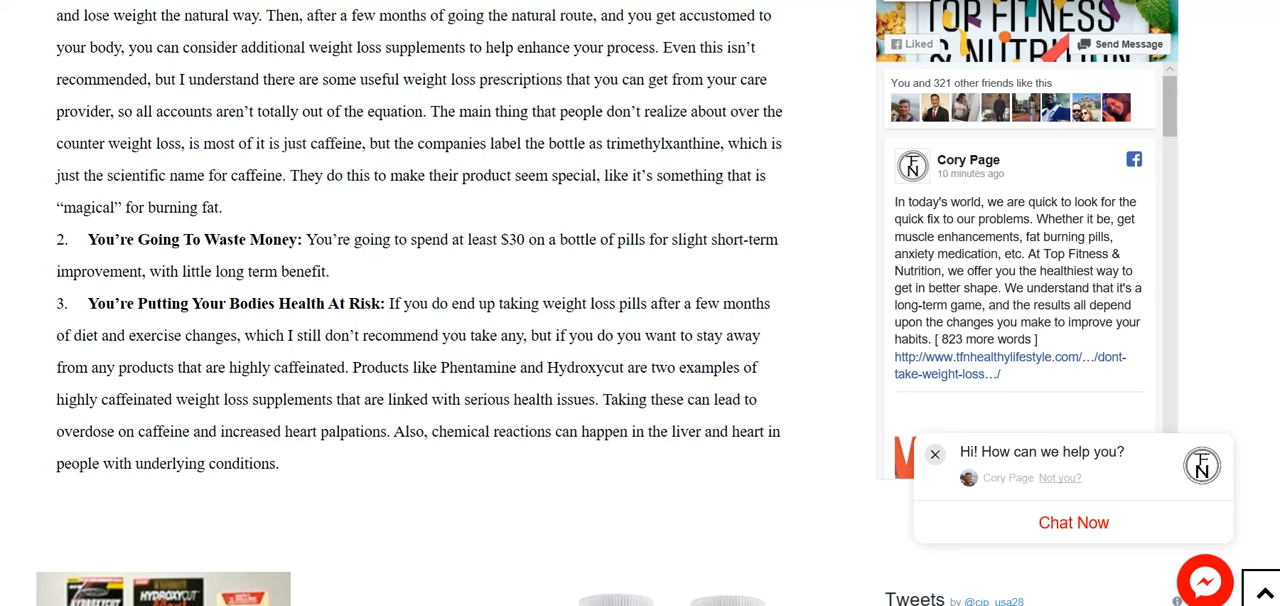 and lose weight the natural way. Then, after a few months of going the natural route, and you get accustomed to
your body, you can consider additional weight loss supplements to help enhance your process. Even this isn’t
recommended, but I understand there are some useful weight loss prescriptions that you can get from your care
provider, so all accounts aren’t totally out of the equation. The main thing that people don’t realize about over the
counter weight loss, is most of it is just caffeine, but the companies label the bottle as trimethylxanthine, which is
just the scientific name for caffeine. They do this to make their product seem special, like it’s something that is
“magical” for burning fat.
2. You’re Going To Waste Money: You’re going to spend at least $30 on a bottle of pills for slight short-term
improvement, with little long term benefit.
3. You’re Putting Your Bodies Health At Risk: If you do end up taking weight loss pills after a few months
of diet and exercise changes, which I still don’t recommend you take any, but if you do you want to stay away
from any products that are highly caffeinated. Products like Phentamine and Hydroxycut are two examples of
highly caffeinated weight loss supplements that are linked with serious health issues. Taking these can lead to
overdose on caffeine and increased heart palpations. Also, chemical reactions can happen in the liver and heart in
people with underlying conditions.
HYDROXYCUT
TOP FITNESS
& NUTRITION
Liked
Send Message
You and 321 other friends like this
TFN
Cory Page
10 minutes ago
In today's world, we are quick to look for the
quick fix to our problems. Whether it be, get
muscle enhancements, fat burning pills,
anxiety medication, etc. At Top Fitness &
Nutrition, we offer you the healthiest way to
get in better shape. We understand that it's a
long-term game, and the results all depend
upon the changes you make to improve your
habits. [ 823 more words ]
http://www.tfnhealthylifestyle.com/…/dont-
take-weight-loss…/
Hi! How can we help you?
TFN
Cory Page Not you?
Chat Now
Tweets by @cjp_usa28